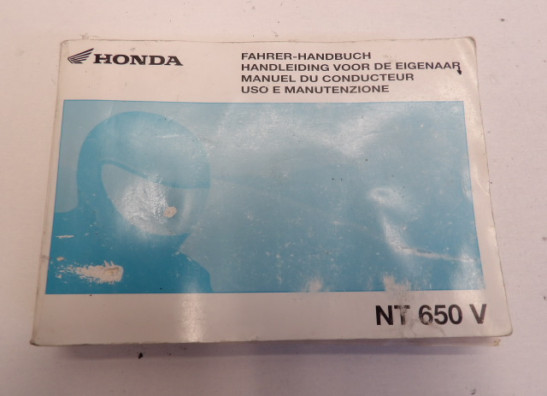 HONDA
FAHRER-HANDBUCH
HANDLEIDING VOOR DE EIGENAAR
MANUEL DU CONDUCTEUR
USO E MANUTENZIONE
NT 650 V